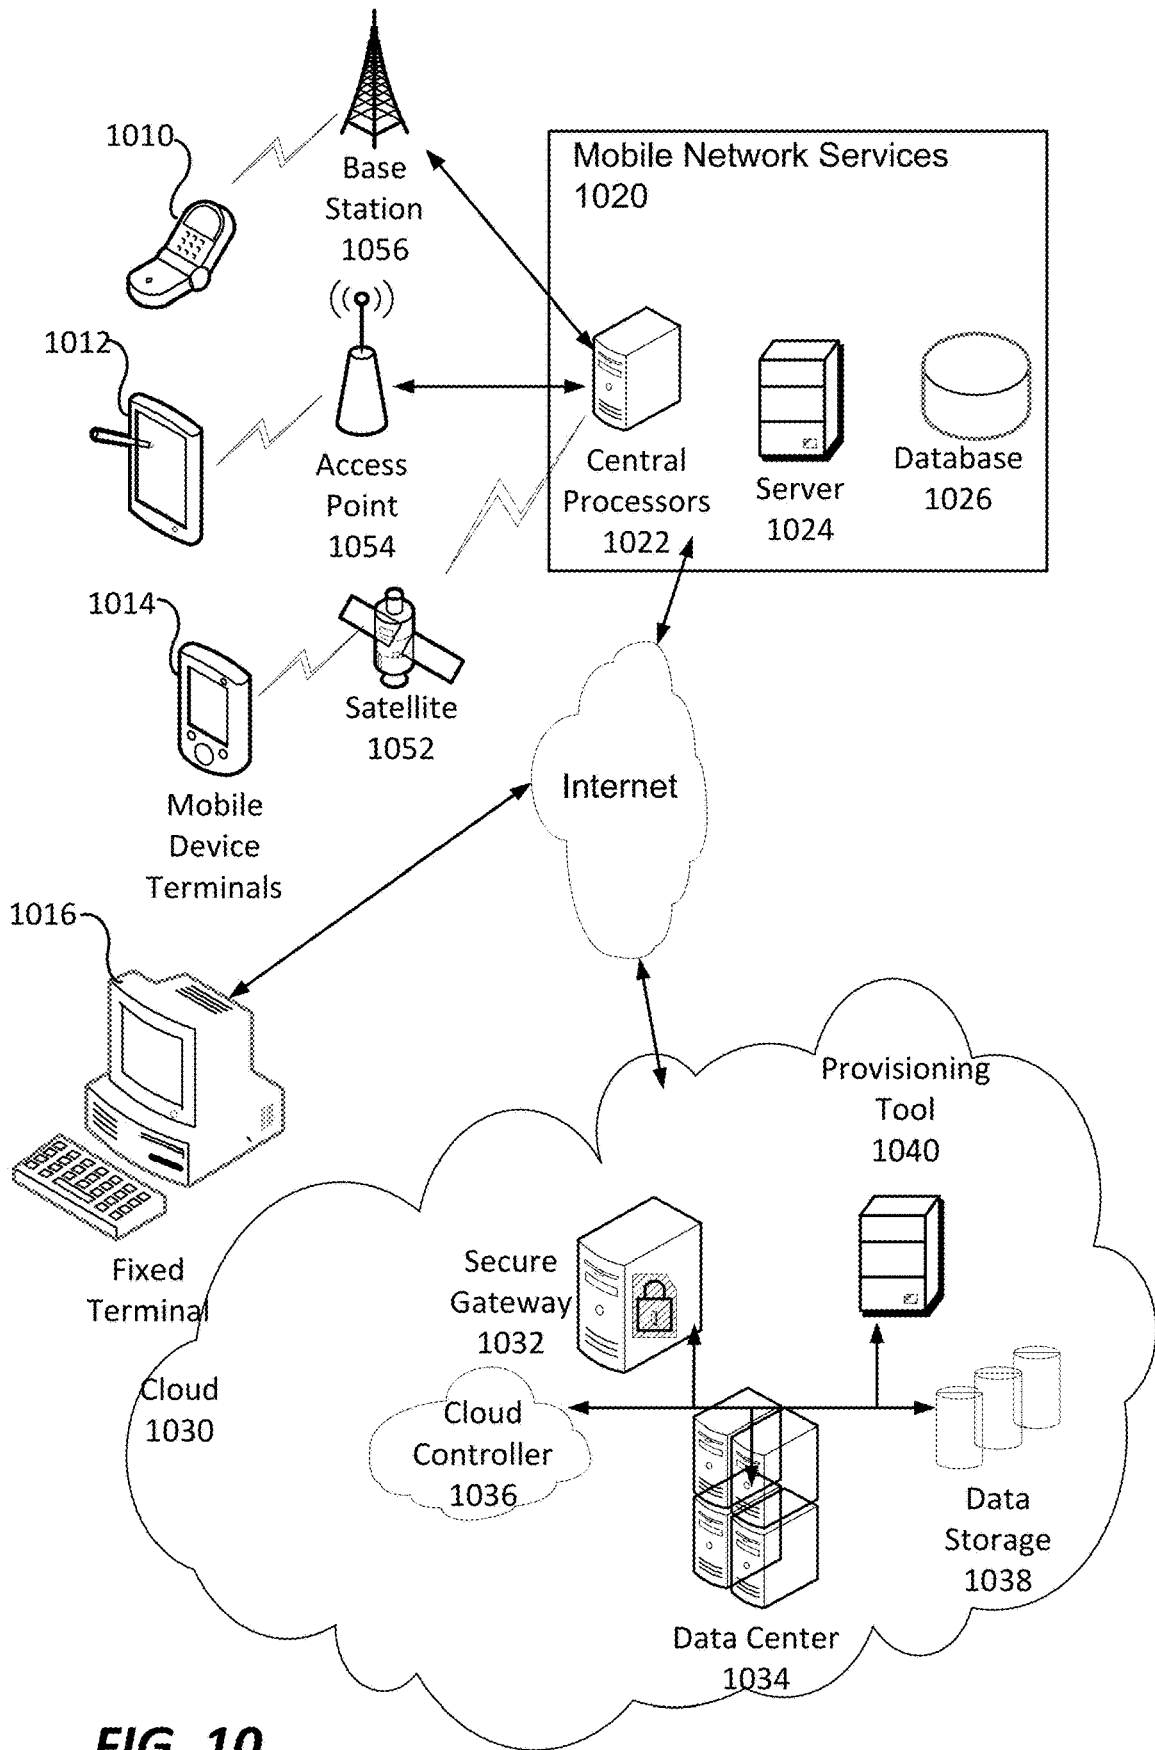 1010
Base
Station
1056
Mobile Network Services
1020
1012
Access
Point
1054
Central
Processors
1022
Server
1024
Database
1026
1014
Satellite
1052
Mobile
Device
Terminals
Internet
1016
Fixed
Terminal
Provisioning
Tool
1040
Secure
Gateway
1032
Cloud
1030
Cloud
Controller
1036
Data
Storage
1038
Data Center
1034
FIG. 10